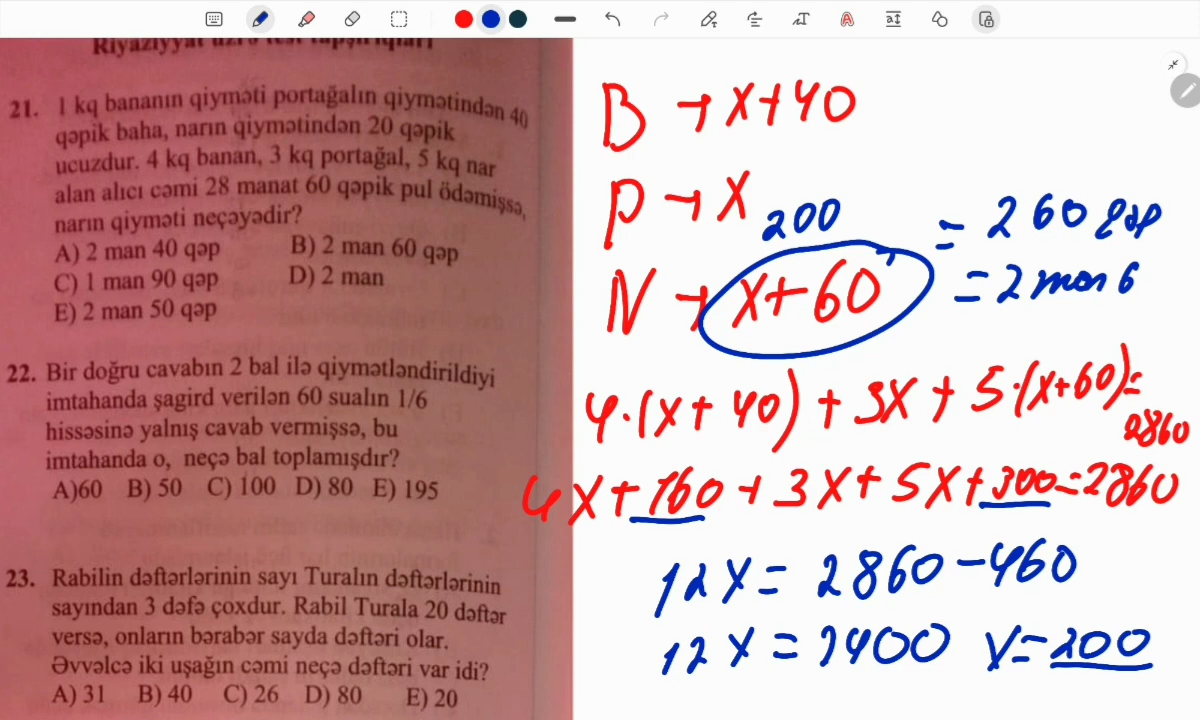 Riyaziyyat üzrə test tapşırıqları
21. 1 kq bananın qiyməti portağalın qiymətindən 40
qəpik baha, narın qiymətindən 20 qəpik
ucuzdur. 4 kq banan, 3 kq portağal, 5 kq nar
alan alıcı cəmi 28 manat 60 qəpik pul ödəmişsə,
narın qiyməti neçəyədir?
A) 2 man 40 qəp B) 2 man 60 qəp
C) 1 man 90 qəp D) 2 man
E) 2 man 50 qəp
22. Bir doğru cavabın 2 bal ilə qiymətləndirildiyi
imtahanda şagird verilən 60 sualın 1/6
hissəsinə yalnış cavab vermişsə, bu
imtahanda o, neçə bal toplamışdır?
A)60 B) 50 C) 100 D) 80 E) 195
23. Rabilin dəftərlərinin sayı Turalın dəftərlərinin
sayından 3 dəfə çoxdur. Rabil Turala 20 dəftər
versə, onların bərabər sayda dəftəri olar.
Əvvəlcə iki uşağın cəmi neçə dəftəri var idi?
A) 31 B) 40 C) 26 D) 80 E) 20
B → x+40
P → x
200
N → x+60
= 260 qəp
= 2 man 6
4·(x+40)+3x+5·(x+60)=
2860
4x+160+3x+5x+300=2860
12x=2860-460
12x=2400 x=200